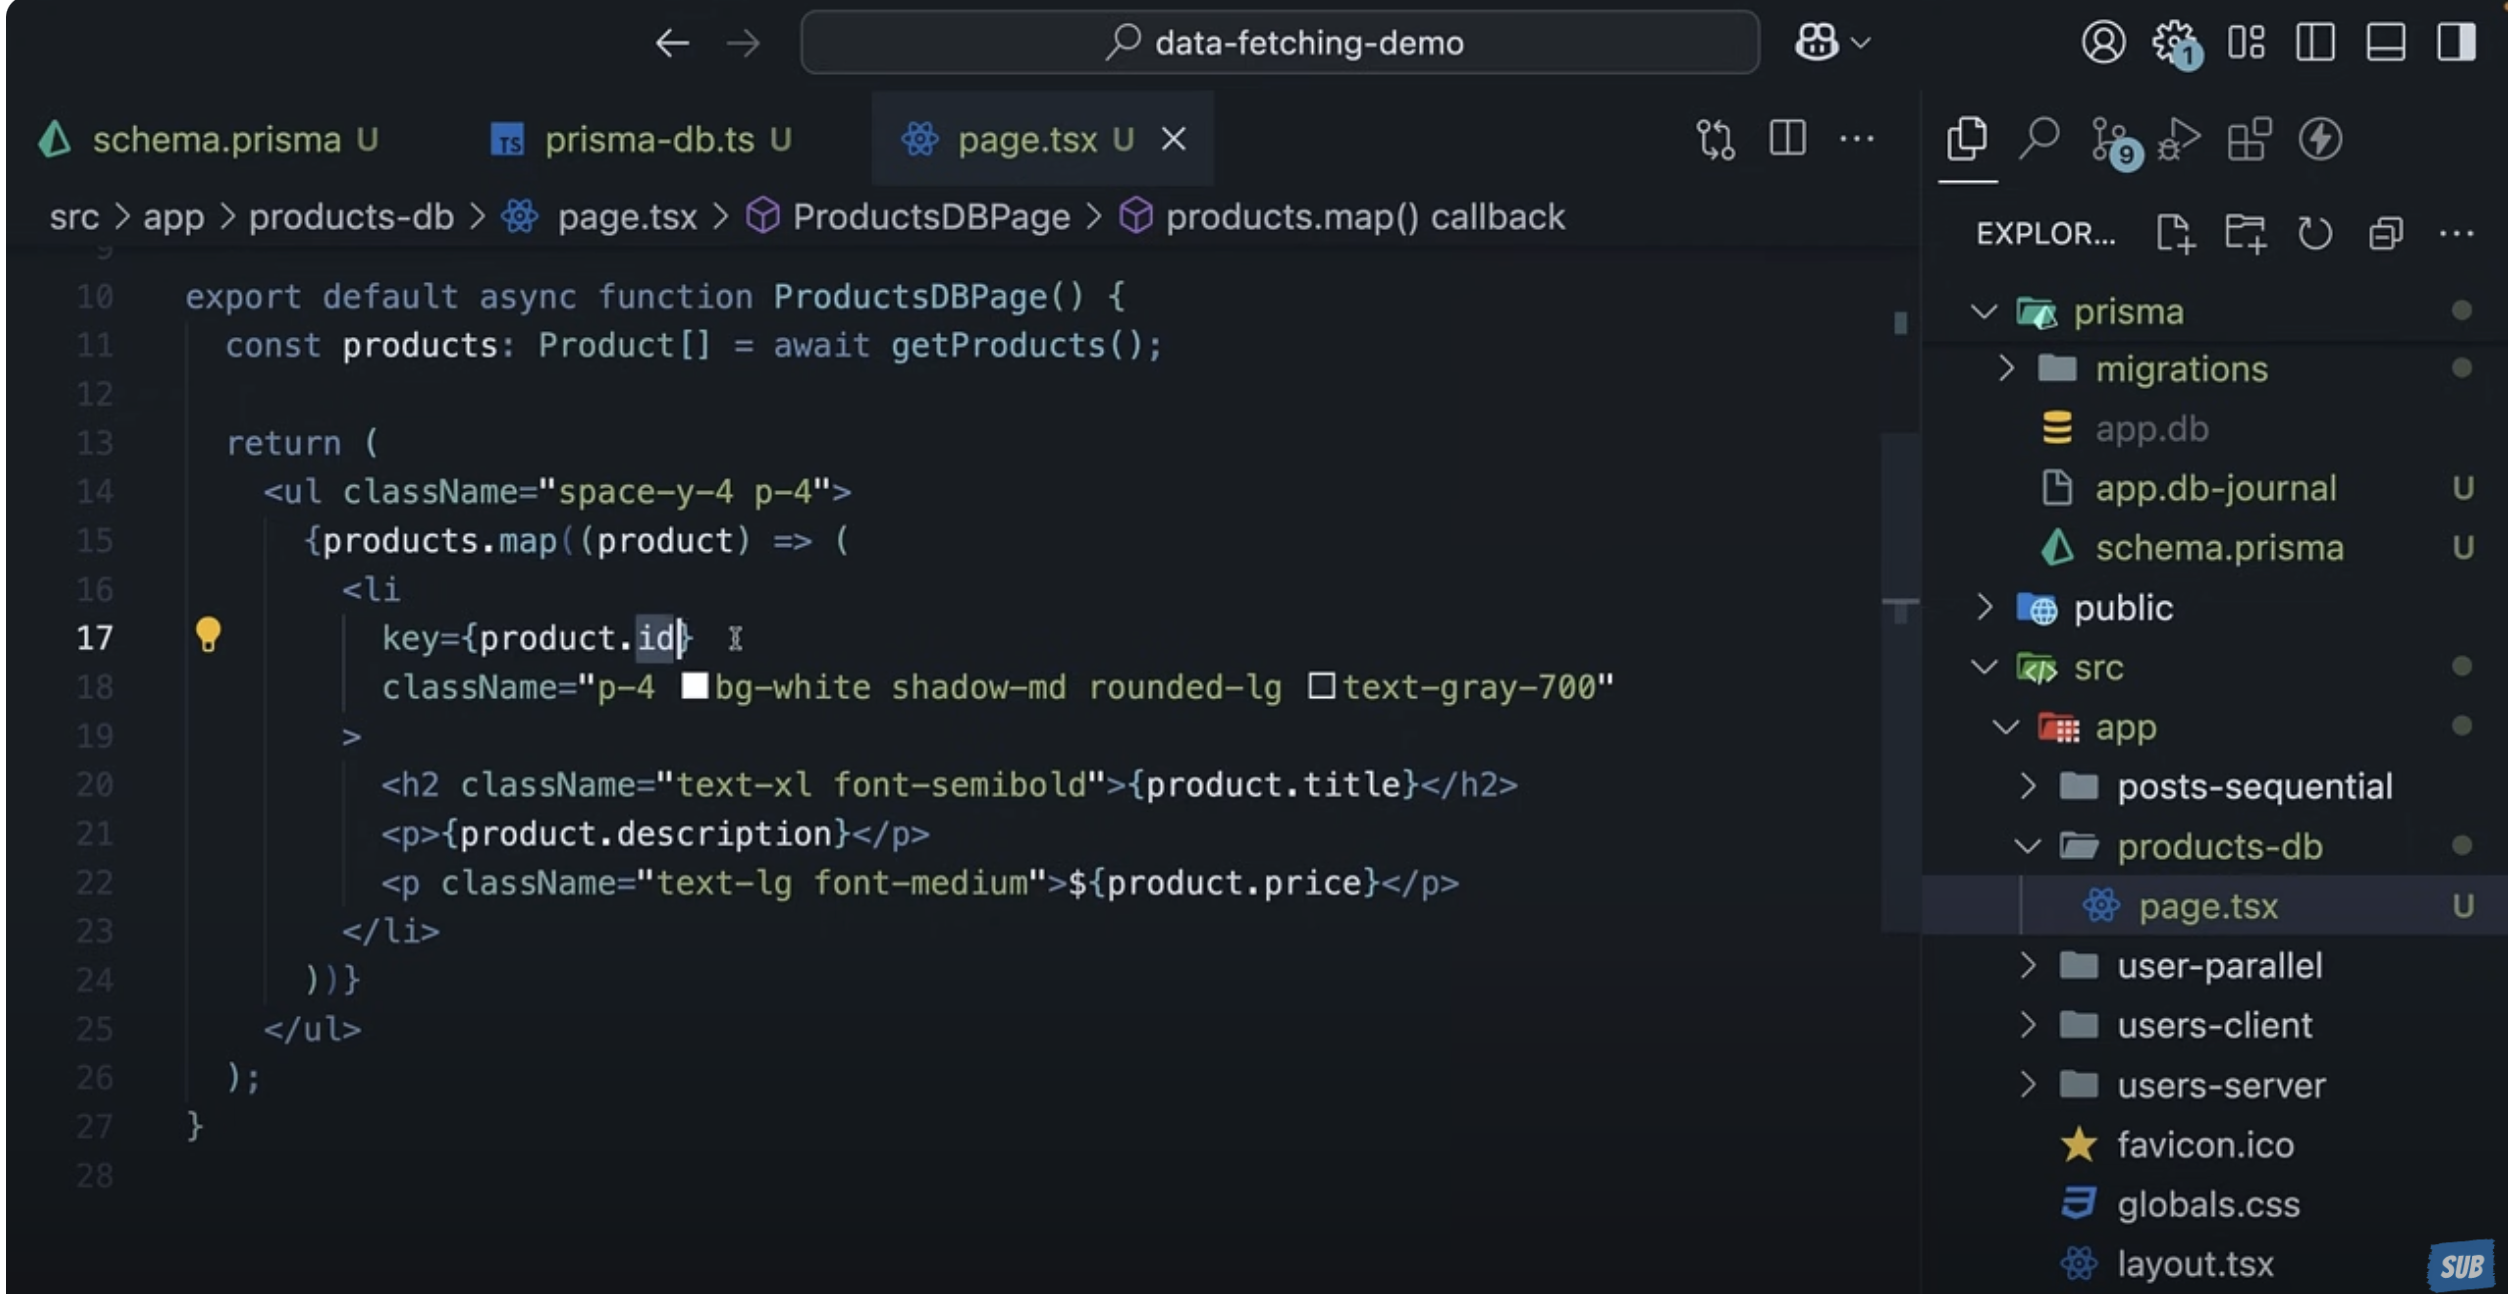 data-fetching-demo
1
schema.prisma U
TS prisma-db.ts U
page.tsx U
9
src > app > products-db > page.tsx > ProductsDBPage > products.map() callback
EXPLOR...
9
10 export default async function ProductsDBPage() {
11 const products: Product[] = await getProducts();
12
13 return (
14 <ul className="space-y-4 p-4">
15 {products.map((product) => (
16 <li
17 key={product.id}
18 className="p-4 bg-white shadow-md rounded-lg text-gray-700"
19 >
20 <h2 className="text-xl font-semibold">{product.title}</h2>
21 <p>{product.description}</p>
22 <p className="text-lg font-medium">${product.price}</p>
23 </li>
24 ))}
25 </ul>
26 );
27 }
28
prisma
migrations
app.db
app.db-journal U
schema.prisma U
public
src
app
posts-sequential
products-db
page.tsx U
user-parallel
users-client
users-server
favicon.ico
globals.css
layout.tsx
SUB